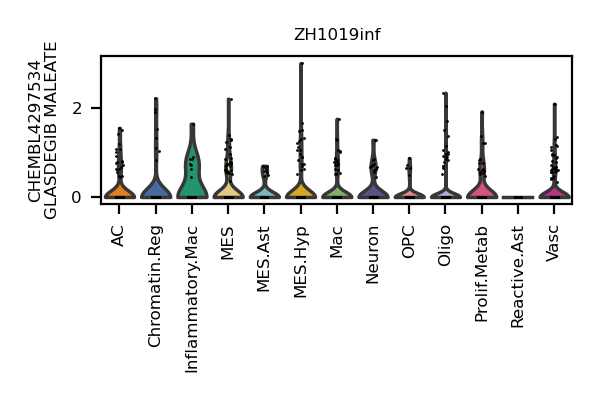 ZH1019inf
CHEMBL4297534
GLASDEGIB MALEATE
2
0
AC
Chromatin.Reg
Inflammatory.Mac
MES
MES.Ast
MES.Hyp
Mac
Neuron
OPC
Oligo
Prolif.Metab
Reactive.Ast
Vasc